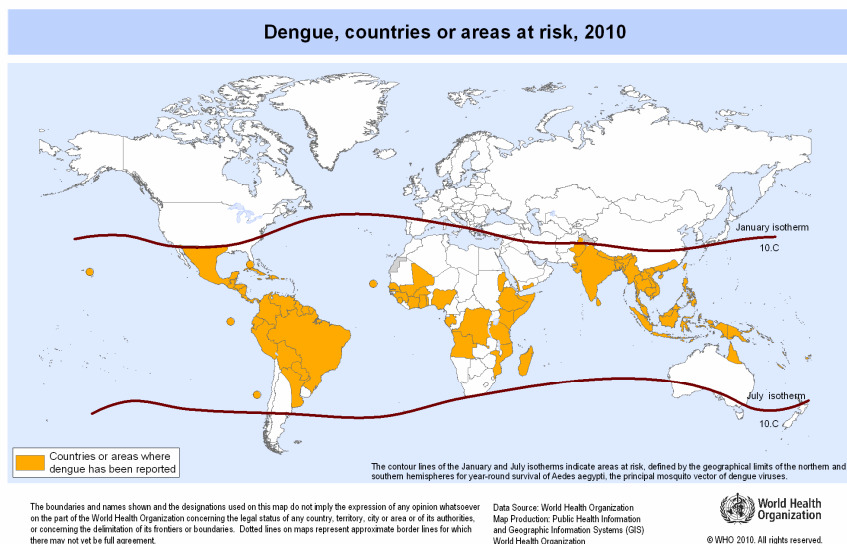 Dengue, countries or areas at risk, 2010
January isotherm
10.C
July isotherm
10.C
Countries or areas where
dengue has been reported
The contour lines of the January and July isotherms indicate areas at risk, defined by the geographical limits of the northern and
southern hemispheres for year-round survival of Aedes aegypti, the principal mosquito vector of dengue viruses.
The boundaries and names shown and the designations used on this map do not imply the expression of any opinion whatsoever
on the part of the World Health Organization concerning the legal status of any country, territory, city or area or of its authorities,
or concerning the delimitation of its frontiers or boundaries. Dotted lines on maps represent approximate border lines for which
there may not yet be full agreement.
Data Source: World Health Organization
Map Production: Public Health Information
and Geographic Information Systems (GIS)
World Health Organization
World Health
Organization
© WHO 2010. All rights reserved.